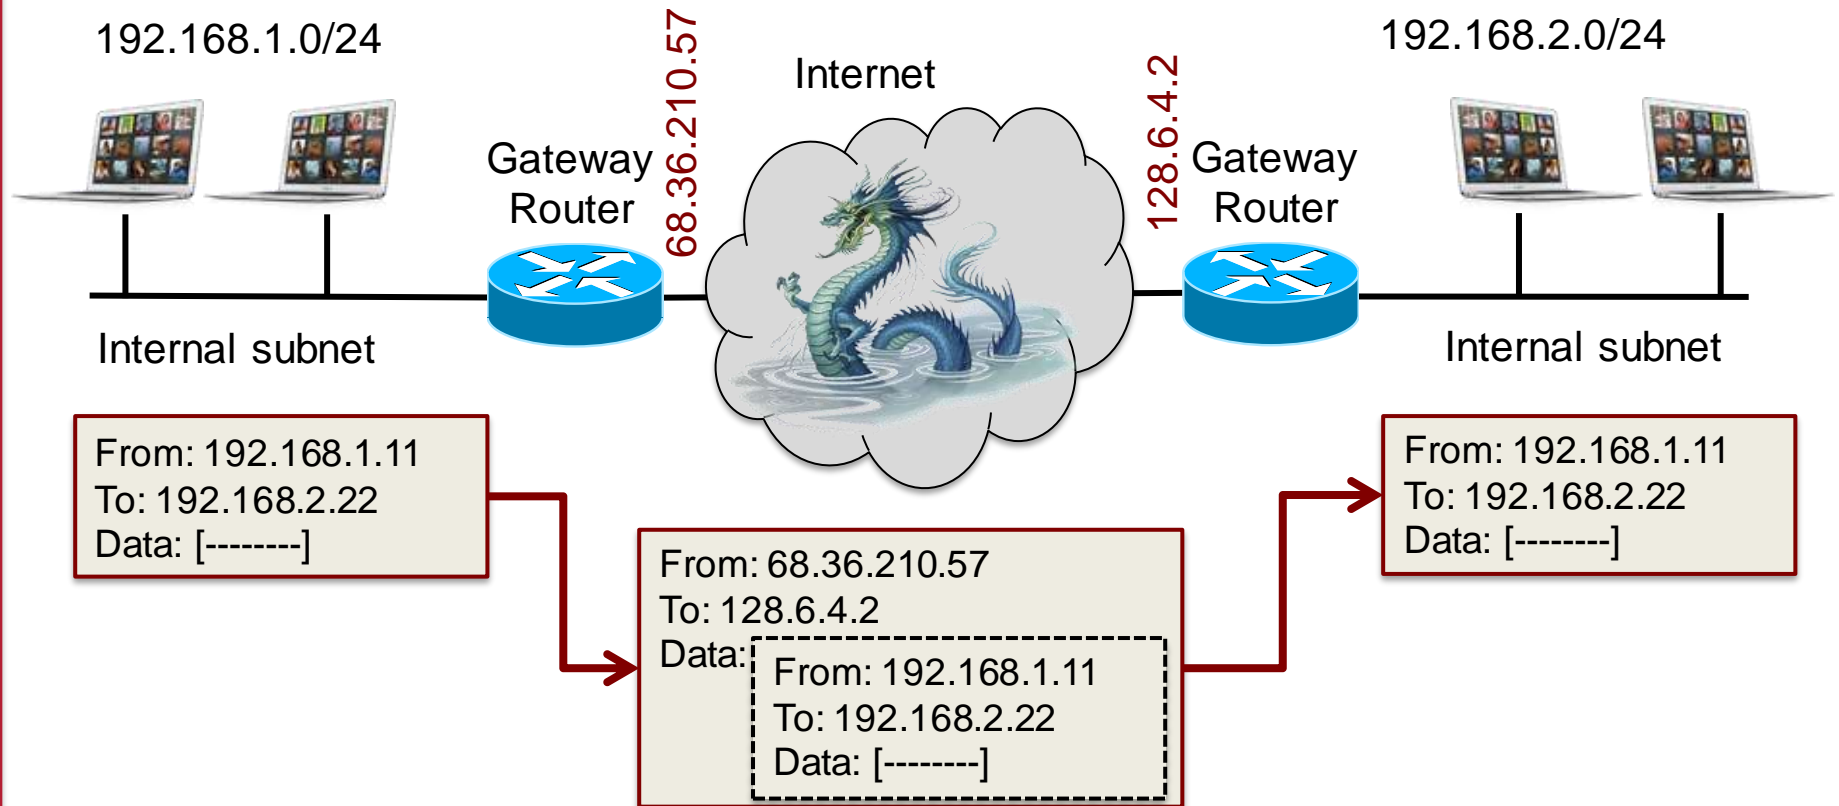 192.168.1.0/24
68.36.210.57
Internet
128.6.4.2
192.168.2.0/24
Gateway
Router
Gateway
Router
Internal subnet
Internal subnet
From: 192.168.1.11
To: 192.168.2.22
Data: [--------]
From: 68.36.210.57
To: 128.6.4.2
Data:
From: 192.168.1.11
To: 192.168.2.22
Data: [--------]
From: 192.168.1.11
To: 192.168.2.22
Data: [--------]